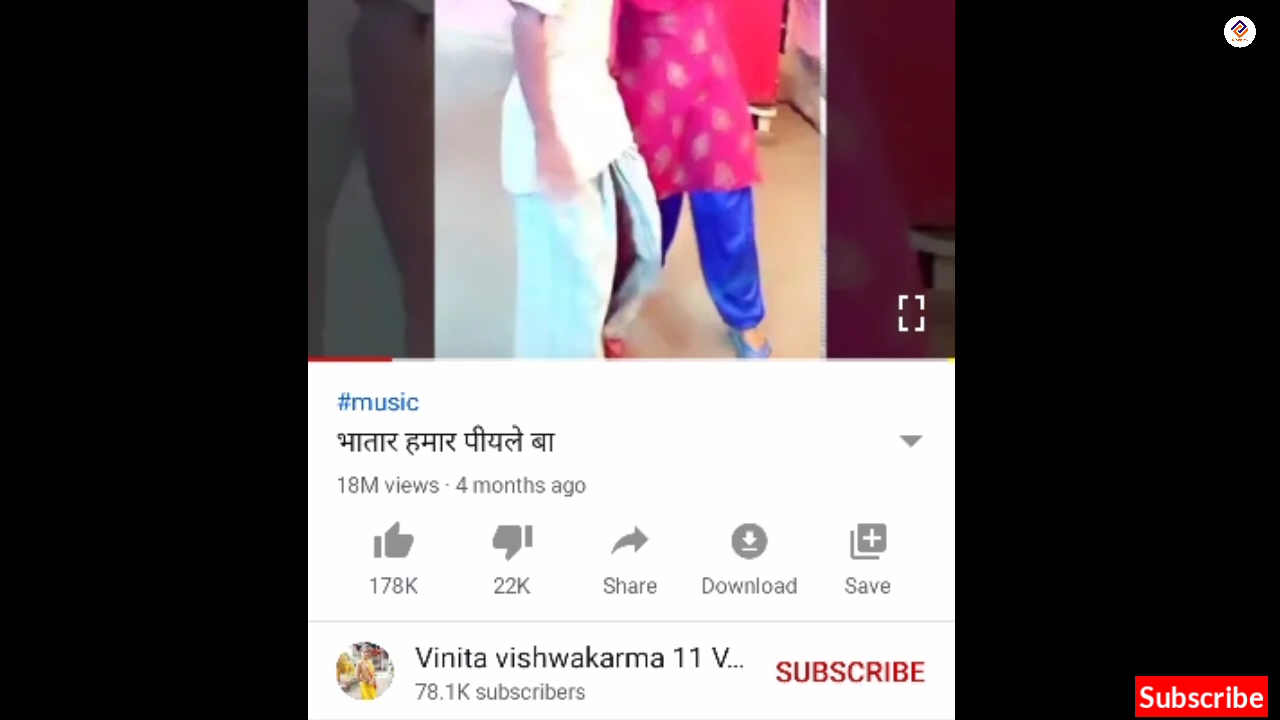 #music
भातार हमार पीयले बा
18M views · 4 months ago
178K
22K
Share
Download
Save
Vinita vishwakarma 11 V...
78.1K subscribers
SUBSCRIBE
Subscribe